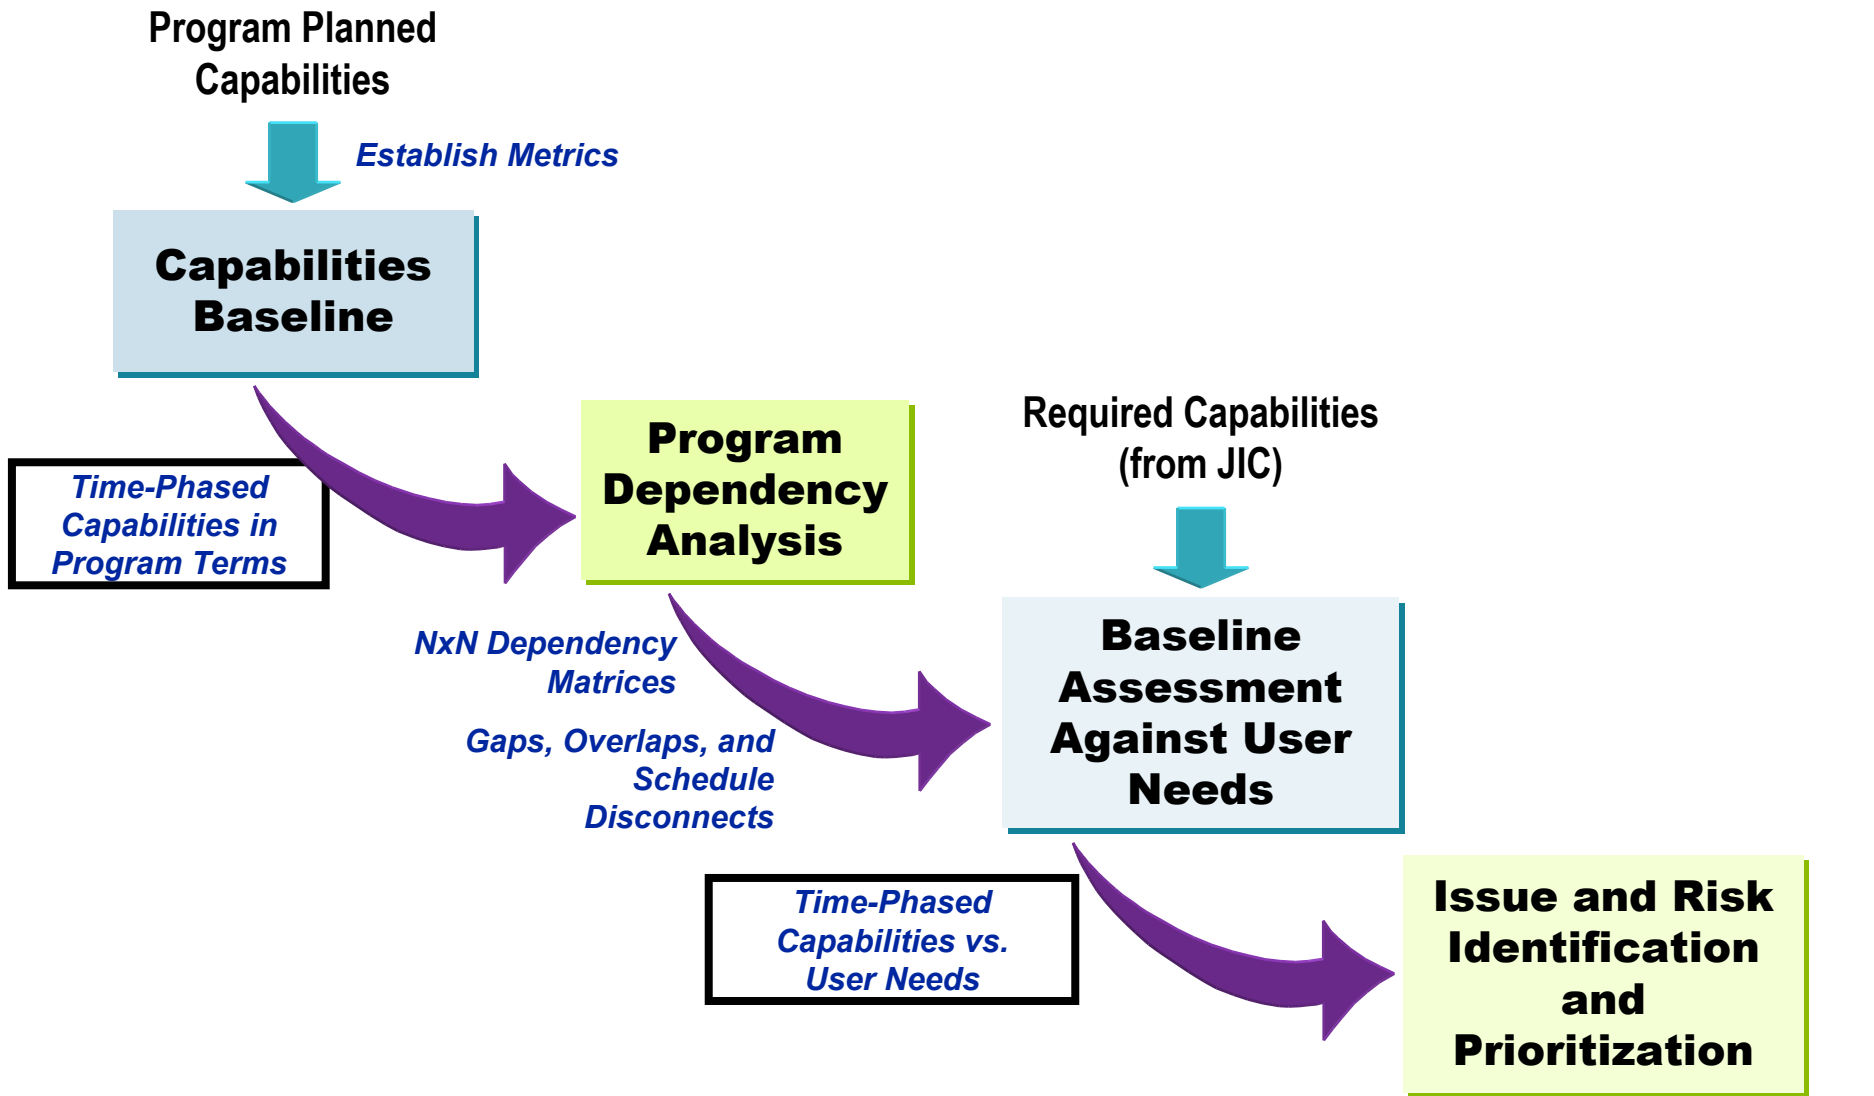 Program Planned
Capabilities
Establish Metrics
Capabilities
Baseline
Time-Phased
Capabilities in
Program Terms
Program
Dependency
Analysis
Required Capabilities
(from JIC)
NxN Dependency
Matrices
Gaps, Overlaps, and
Schedule
Disconnects
Baseline
Assessment
Against User
Needs
Time-Phased
Capabilities vs.
User Needs
Issue and Risk
Identification
and
Prioritization